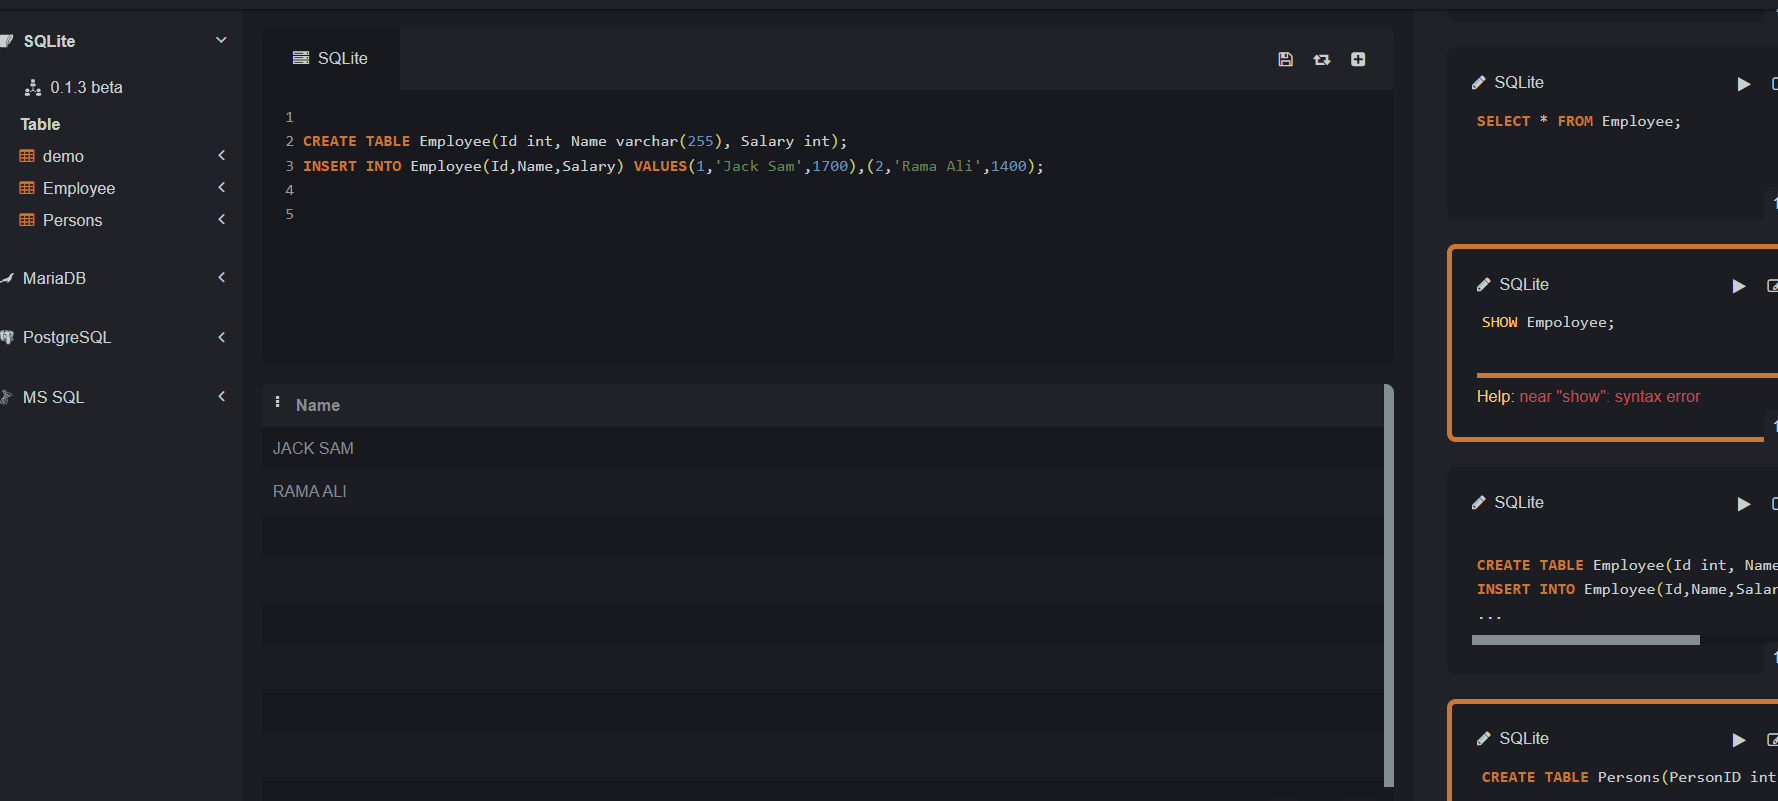 SQLite
0.1.3 beta
Table
demo
Employee
Persons
MariaDB
PostgreSQL
MS SQL
SQLite
1
2 CREATE TABLE Employee(Id int, Name varchar(255), Salary int);
3 INSERT INTO Employee(Id,Name,Salary) VALUES(1,'Jack Sam',1700),(2,'Rama Ali',1400);
4
5
Name
JACK SAM
RAMA ALI
SQLite
SELECT * FROM Employee;
SQLite
SHOW Empoloyee;
Help: near "show": syntax error
SQLite
CREATE TABLE Employee(Id int, Name
INSERT INTO Employee(Id,Name,Salar
...
SQLite
CREATE TABLE Persons(PersonID int